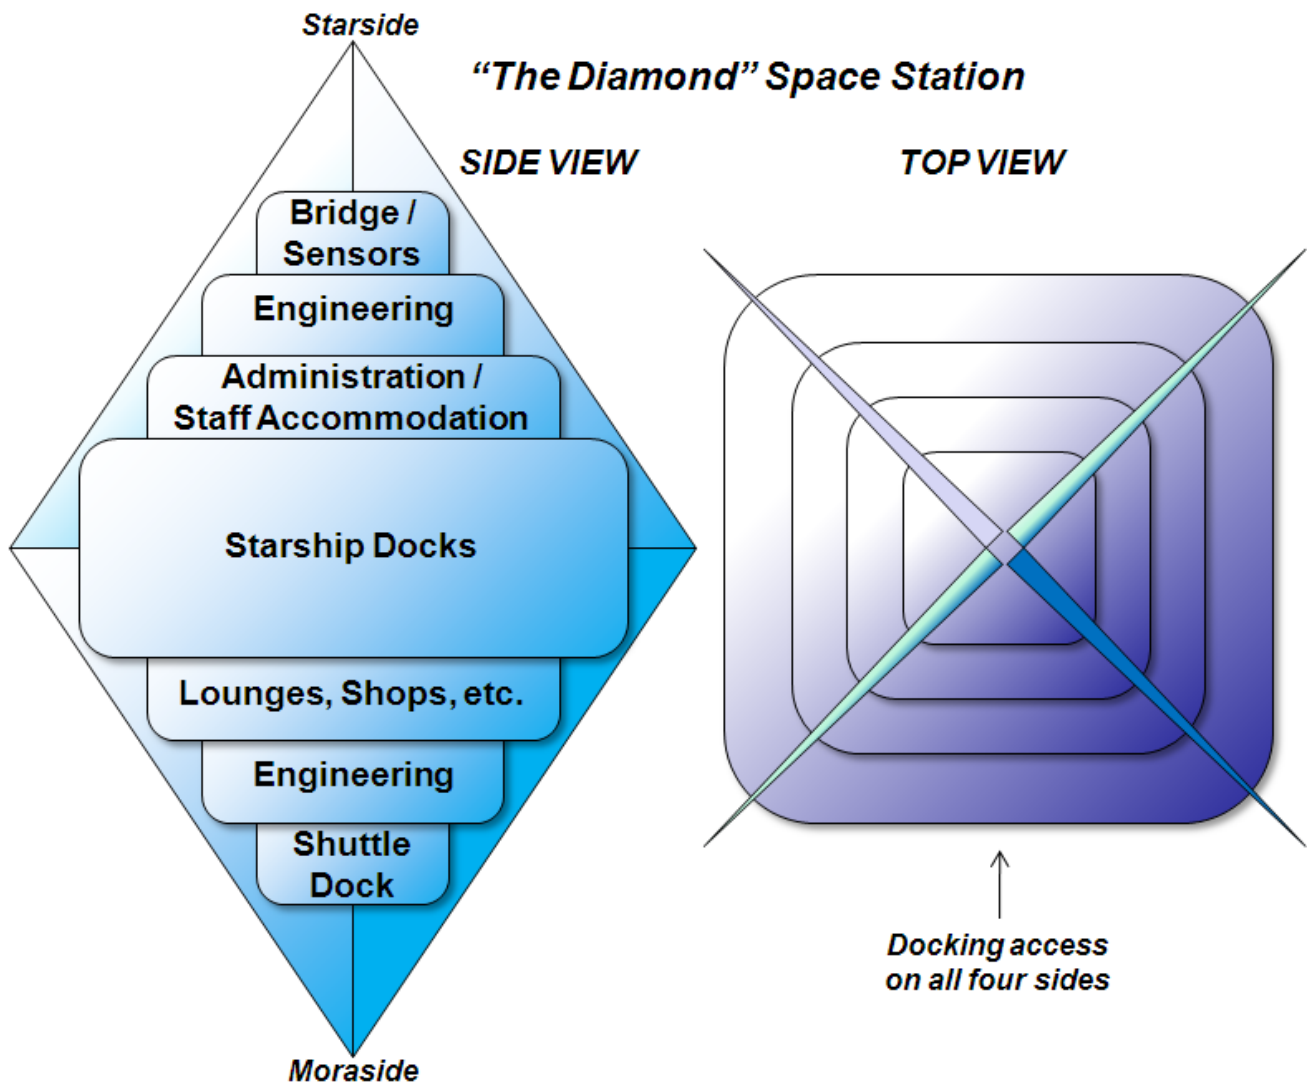 Starside
“The Diamond” Space Station
SIDE VIEW
TOP VIEW
Bridge /
Sensors
Engineering
Administration /
Staff Accommodation
Starship Docks
Lounges, Shops, etc.
Engineering
Shuttle
Dock
Moraside
Docking access
on all four sides